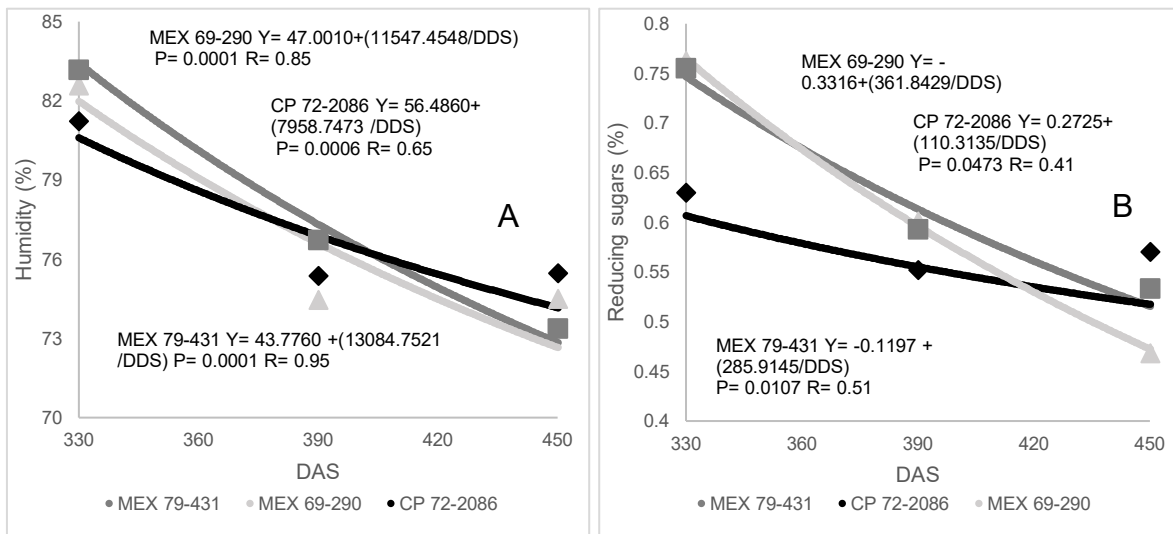 85
82
79
76
73
70
Humidity (%)
MEX 69-290 Y= 47.0010+(11547.4548/DDS)
P= 0.0001 R= 0.85
CP 72-2086 Y= 56.4860+
(7958.7473 /DDS)
P= 0.0006 R= 0.65
A
MEX 79-431 Y= 43.7760 +(13084.7521
/DDS) P= 0.0001 R= 0.95
330 360 390 420 450
DAS
MEX 79-431 MEX 69-290 CP 72-2086
0.8
0.75
0.7
0.65
0.6
0.55
0.5
0.45
0.4
Reducing sugars (%)
MEX 69-290 Y= -
0.3316+(361.8429/DDS)
CP 72-2086 Y= 0.2725+
(110.3135/DDS)
P= 0.0473 R= 0.41
B
MEX 79-431 Y= -0.1197 +
(285.9145/DDS)
P= 0.0107 R= 0.51
330 360 390 420 450
DAS
MEX 79-431 CP 72-2086 MEX 69-290